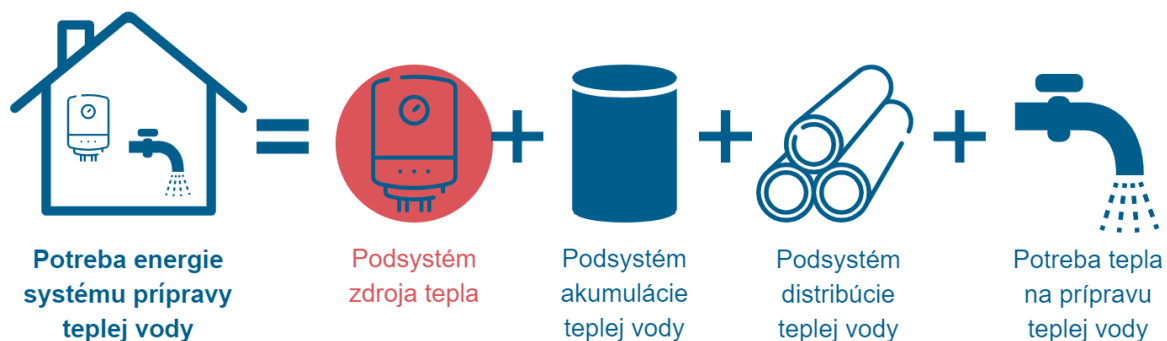 Potreba energie
systému prípravy
teplej vody
=
Podsystém
zdroja tepla
+
Podsystém
akumulácie
teplej vody
+
Podsystém
distribúcie
teplej vody
+
Potreba tepla
na prípravu
teplej vody